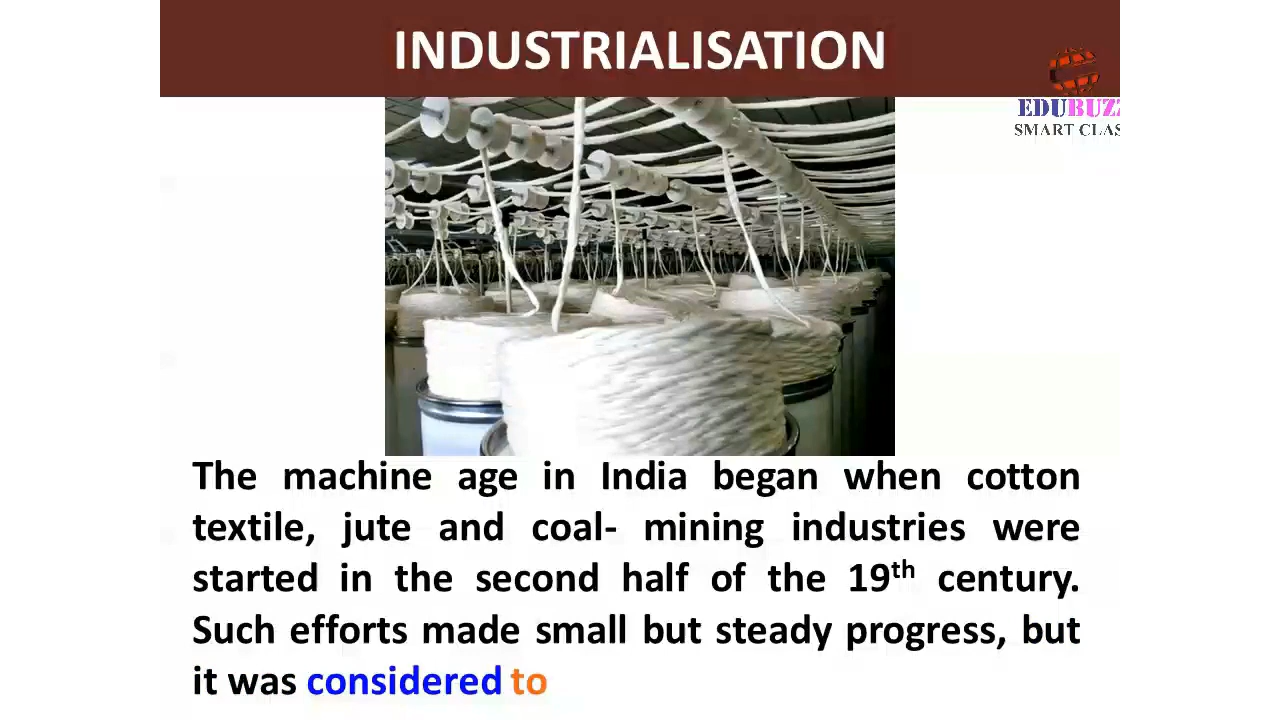 INDUSTRIALISATION
EDUBUZZ
SMART CLAS
The machine age in India began when cotton
textile, jute and coal- mining industries were
started in the second half of the 19th century.
Such efforts made small but steady progress, but
it was considered to